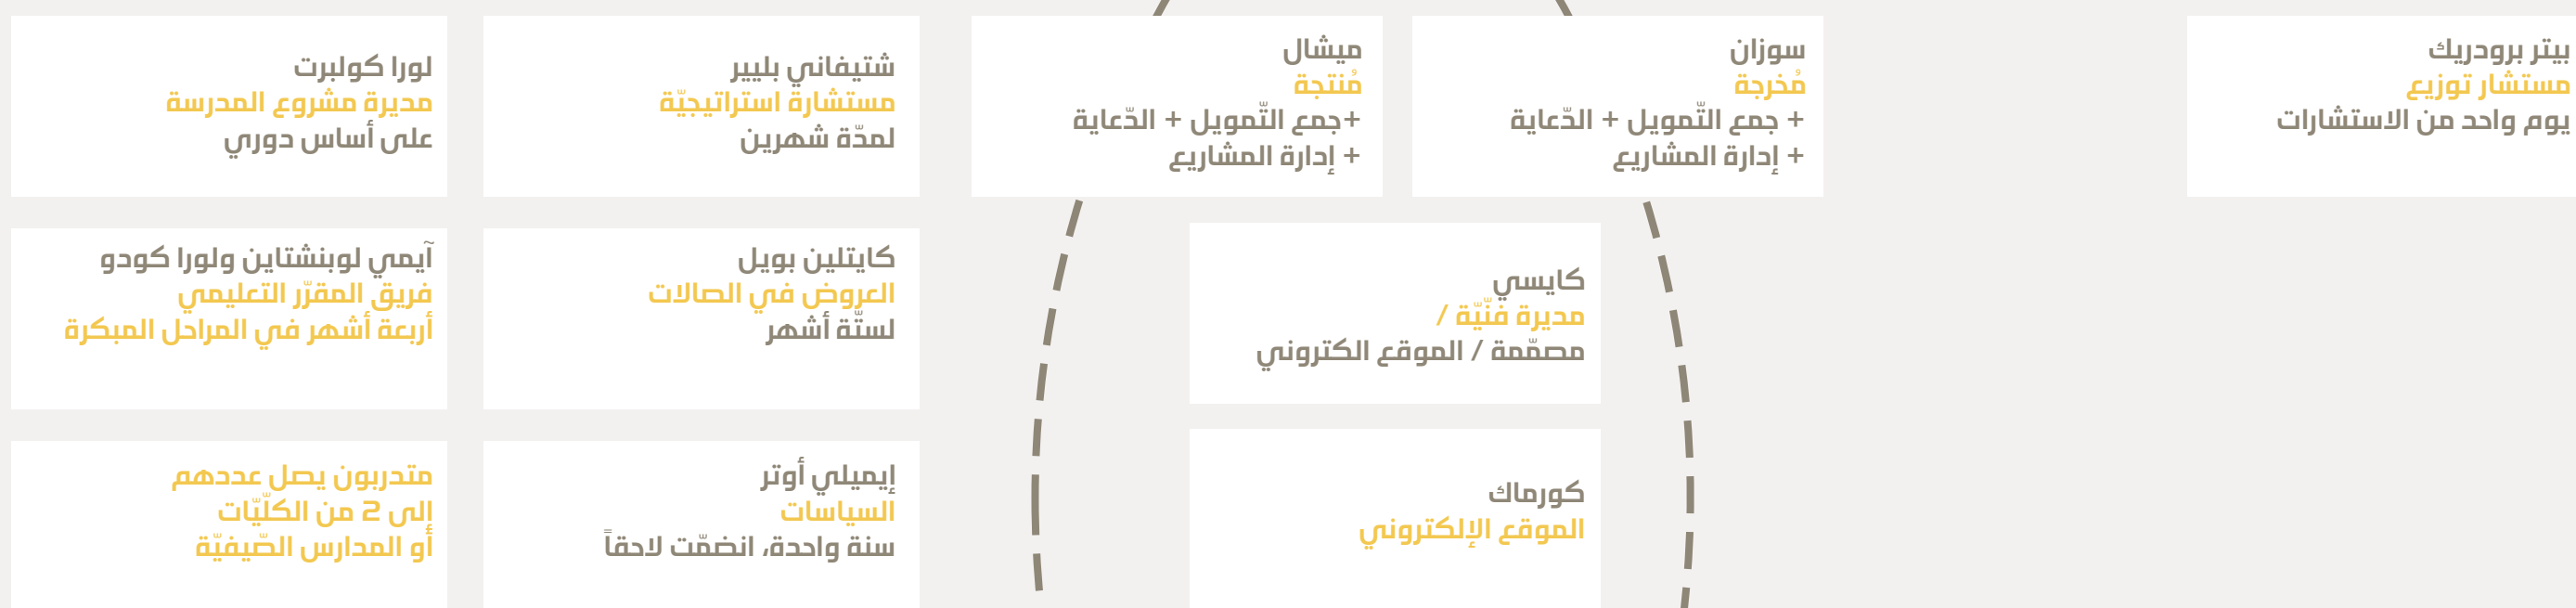 بيتر برودريك
مستشار توزيع
يوم واحد من الاستشارات
سوزان
مُخرجة
+ جمع التّمويل + الدّعاية
+ إدارة المشاريع
ميشال
مُنتجة
+جمع التّمويل + الدّعاية
+ إدارة المشاريع
شتيفاني بليير
مستشارة استراتيجيّة
لمدّة شهرين
لورا كولبرت
مديرة مشروع المدرسة
على أساس دوري
كايسي
مديرة فنّيّة /
مصمّمة / الموقع الكتروني
كايتلين بويل
العروض في الصالات
لستّة أشهر
آيمي لوبنشتاين ولورا كودو
فريق المقرّر التعليمي
أربعة أشهر في المراحل المبكرة
كورماك
الموقع الإلكتروني
إيميلي أوتر
السياسات
سنة واحدة، انضمّت لاحقاً
متدربون يصل عددهم
إلى 2 من الكلّيّات
أو المدارس الصّيفيّة